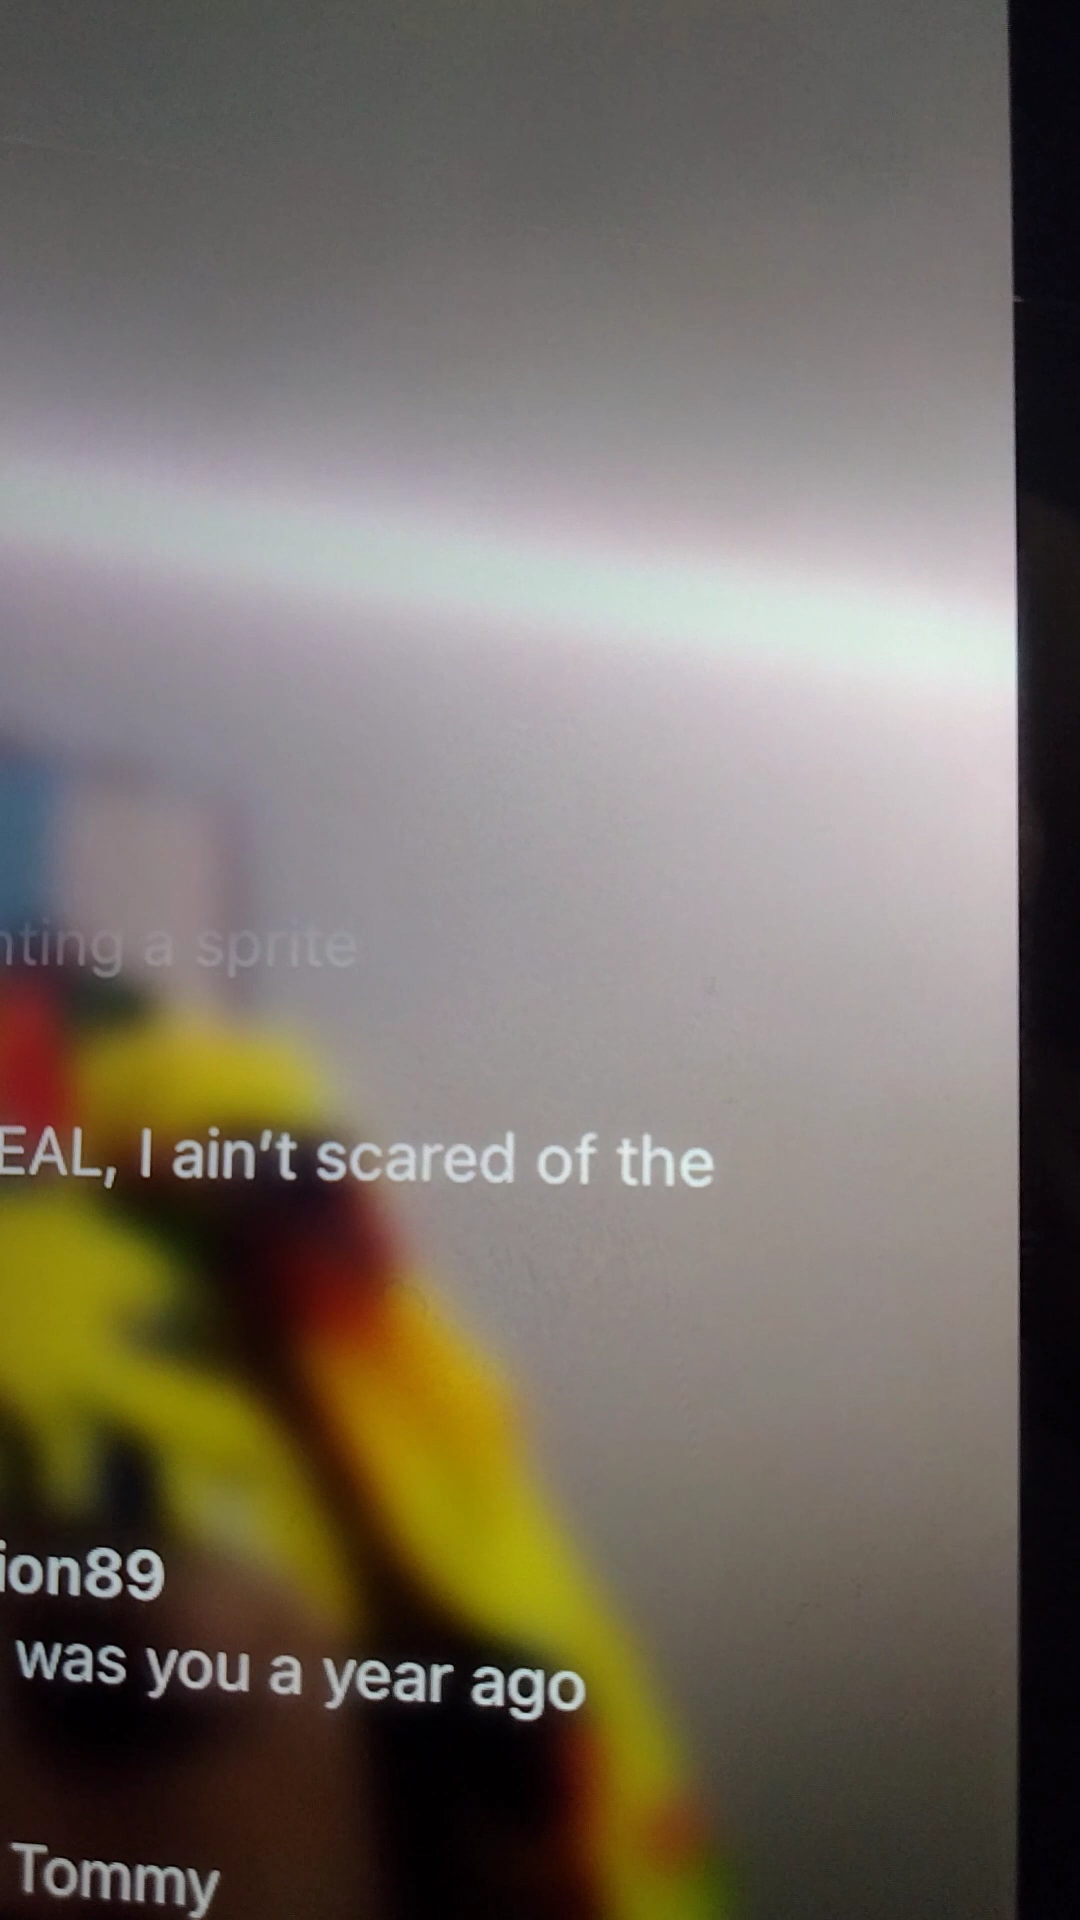 nting a sprite
EAL, I ain't scared of the
ion89
was you a year ago
Tommy